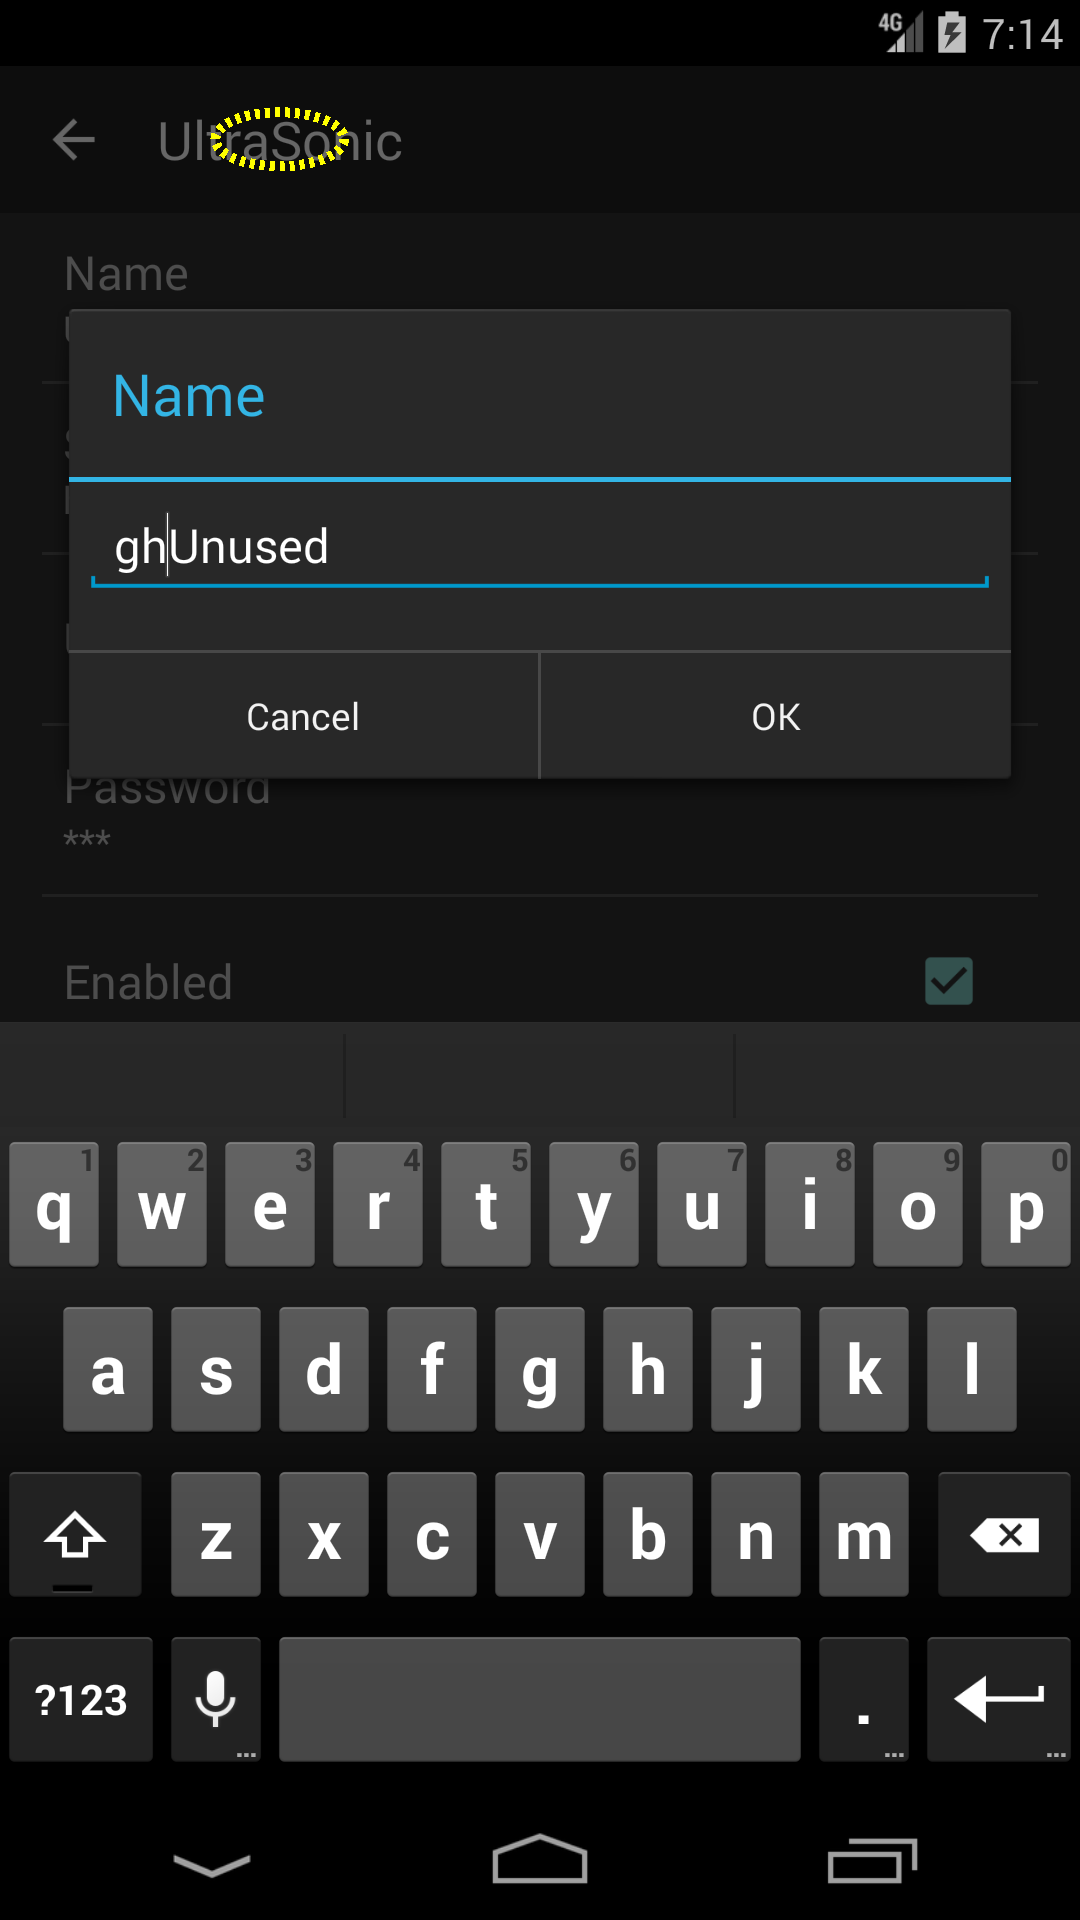 4G 7:14
UltraSonic
Name
Name
ghUnused
Cancel OK
Password
***
Enabled
1 2 3 4 5 6 7 8 9 0
q w e r t y u i o p
a s d f g h j k l
z x c v b n m
?123 .